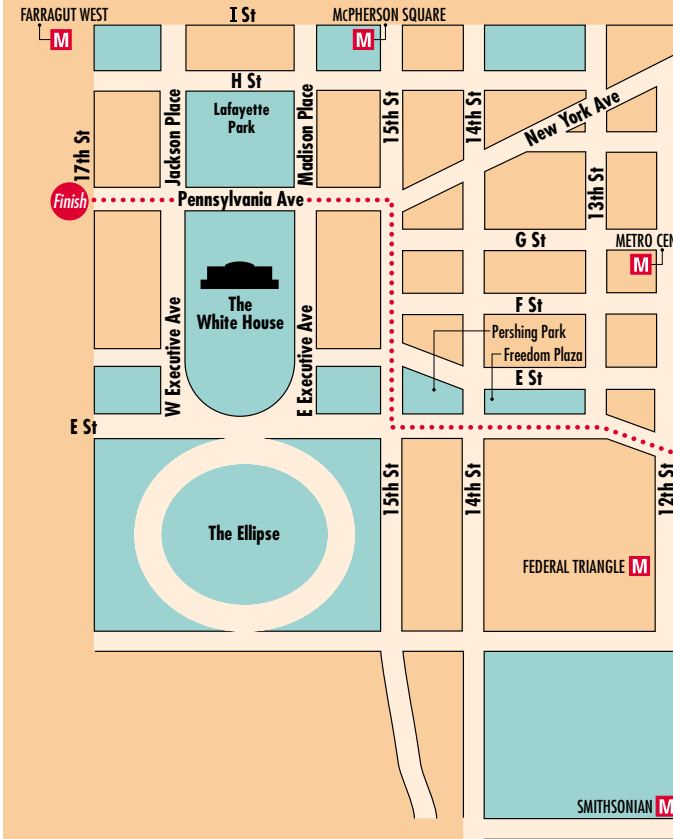 FARRAGUT WEST
M
I St
McPHERSON SQUARE
M
H St
Lafayette
Park
17th St
Jackson Place
Madison Place
15th St
14th St
New York Ave
Finish
Pennsylvania Ave
13th St
G St
METRO CEN
M
The
White House
W Executive Ave
E Executive Ave
F St
Pershing Park
Freedom Plaza
E St
E St
15th St
14th St
12th St
The Ellipse
FEDERAL TRIANGLE M
SMITHSONIAN M